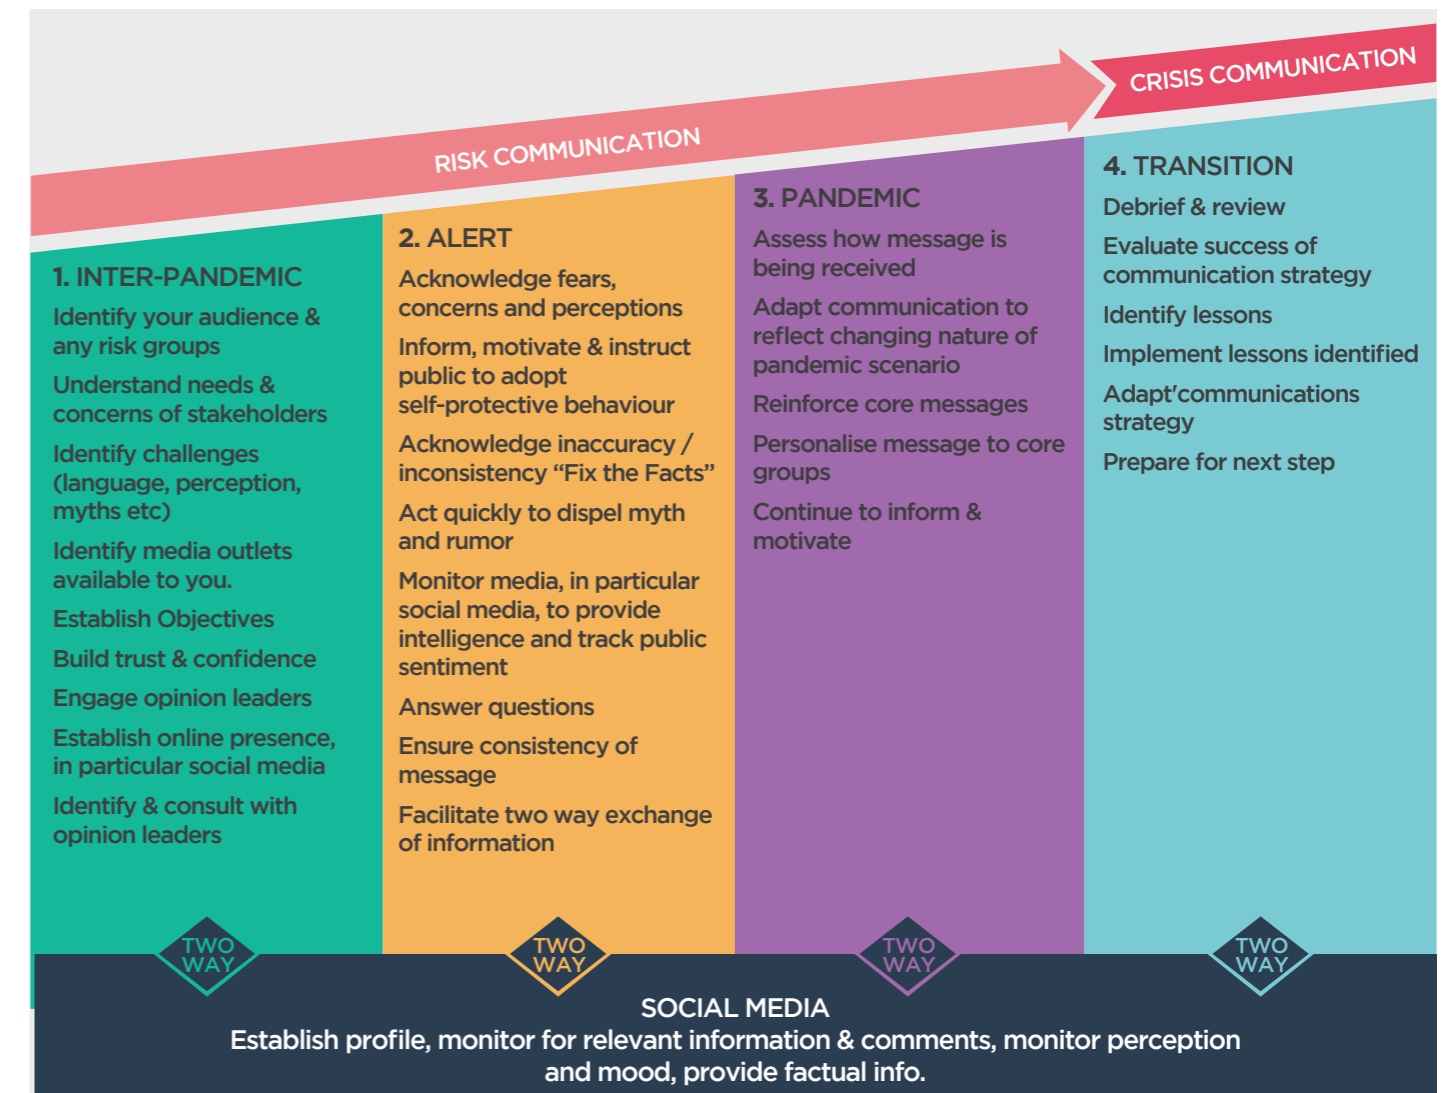 RISK COMMUNICATION
CRISIS COMMUNICATION
1. INTER-PANDEMIC
Identify your audience &
any risk groups
Understand needs &
concerns of stakeholders
Identify challenges
(language, perception,
myths etc)
Identify media outlets
available to you.
Establish Objectives
Build trust & confidence
Engage opinion leaders
Establish online presence,
in particular social media
Identify & consult with
opinion leaders
2. ALERT
Acknowledge fears,
concerns and perceptions
Inform, motivate & instruct
public to adopt
self-protective behaviour
Acknowledge inaccuracy /
inconsistency “Fix the Facts”
Act quickly to dispel myth
and rumor
Monitor media, in particular
social media, to provide
intelligence and track public
sentiment
Answer questions
Ensure consistency of
message
Facilitate two way exchange
of information
3. PANDEMIC
Assess how message is
being received
Adapt communication to
reflect changing nature of
pandemic scenario
Reinforce core messages
Personalise message to core
groups
Continue to inform &
motivate
4. TRANSITION
Debrief & review
Evaluate success of
communication strategy
Identify lessons
Implement lessons identified
Adapt'communications
strategy
Prepare for next step
TWO
WAY
TWO
WAY
TWO
WAY
TWO
WAY
SOCIAL MEDIA
Establish profile, monitor for relevant information & comments, monitor perception
and mood, provide factual info.